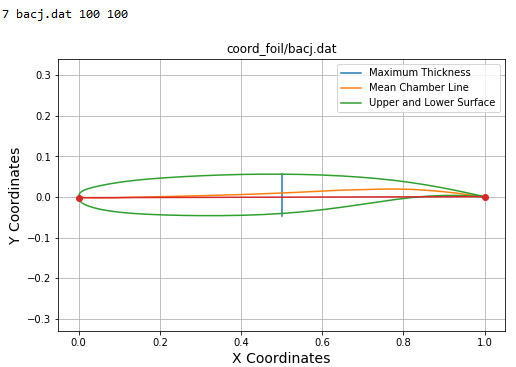 7 bacj.dat 100 100
coord_foil/bacj.dat
Maximum Thickness
Mean Chamber Line
Upper and Lower Surface
0.3
0.2
0.1
0.0
−0.1
−0.2
−0.3
Y Coordinates
0.0 0.2 0.4 0.6 0.8 1.0
X Coordinates